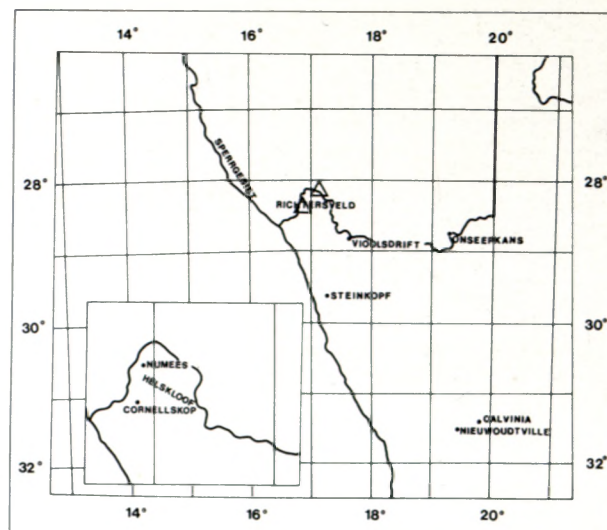 14° 16° 18° 20°
SPERRGEBIET
28° 28°
RICHTERSVELD
VIOOLSDRIFT ONSEEPKANS
STEINKOPF
30° 30°
NUMEES
HELSKLOOF
CORNELLSKOP
CALVINIA
NIEUWOUDTVILLE
32° 32°
14° 16° 18° 20°